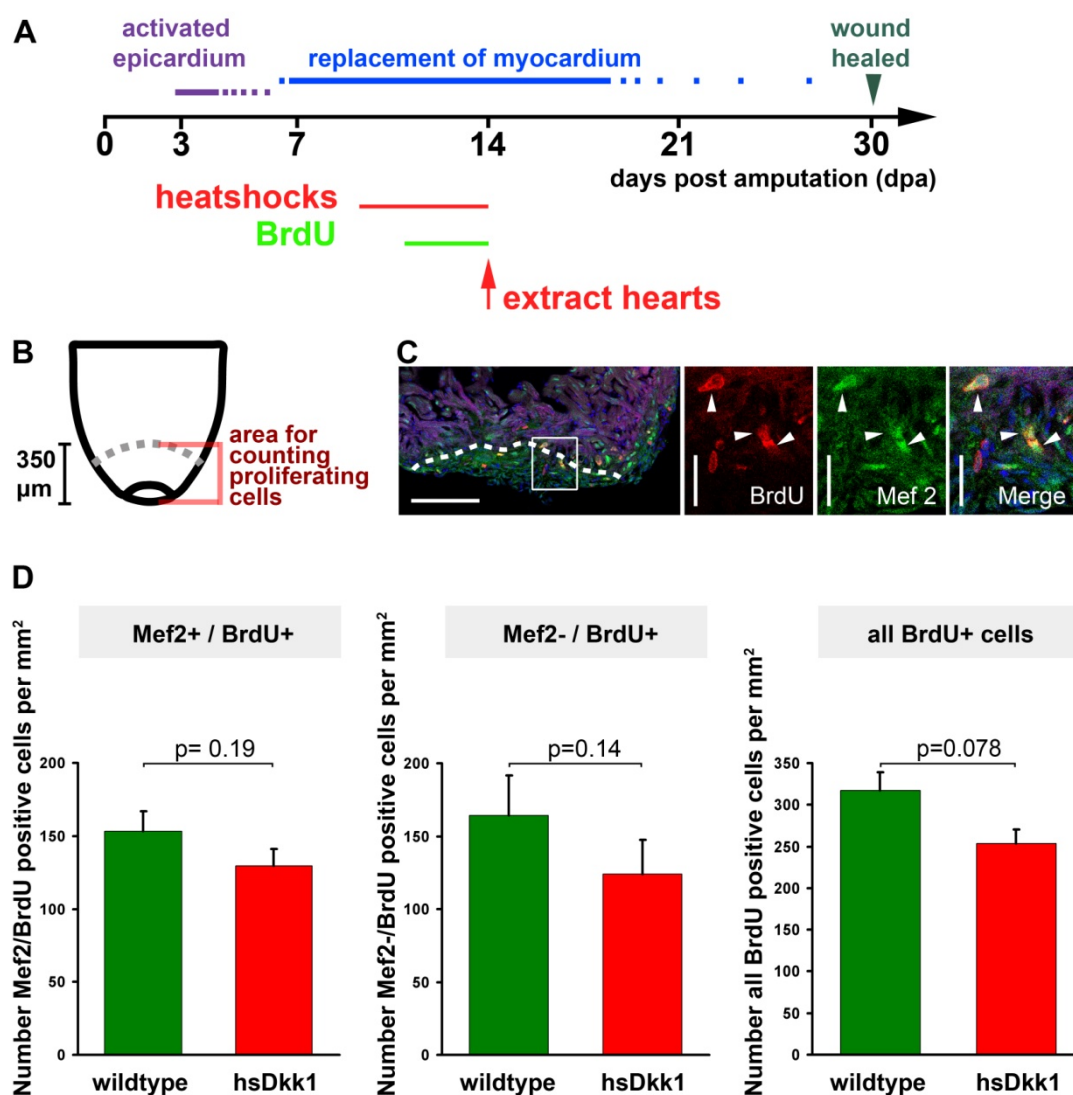 A
activated
epicardium
replacement of myocardium
wound
healed
0 3 7 14 21 30
days post amputation (dpa)
heatshocks
BrdU
extract hearts
B
350
µm
area for
counting
proliferating
cells
C
BrdU
Mef 2
Merge
D
Mef2+ / BrdU+
Number Mef2/BrdU positive cells per mm²
p= 0.19
200
150
100
50
0
wildtype hsDkk1
Mef2- / BrdU+
Number Mef2-/BrdU positive cells per mm²
p=0.14
200
150
100
50
0
wildtype hsDkk1
all BrdU+ cells
Number all BrdU positive cells per mm²
p=0.078
350
300
250
200
150
100
50
0
wildtype hsDkk1